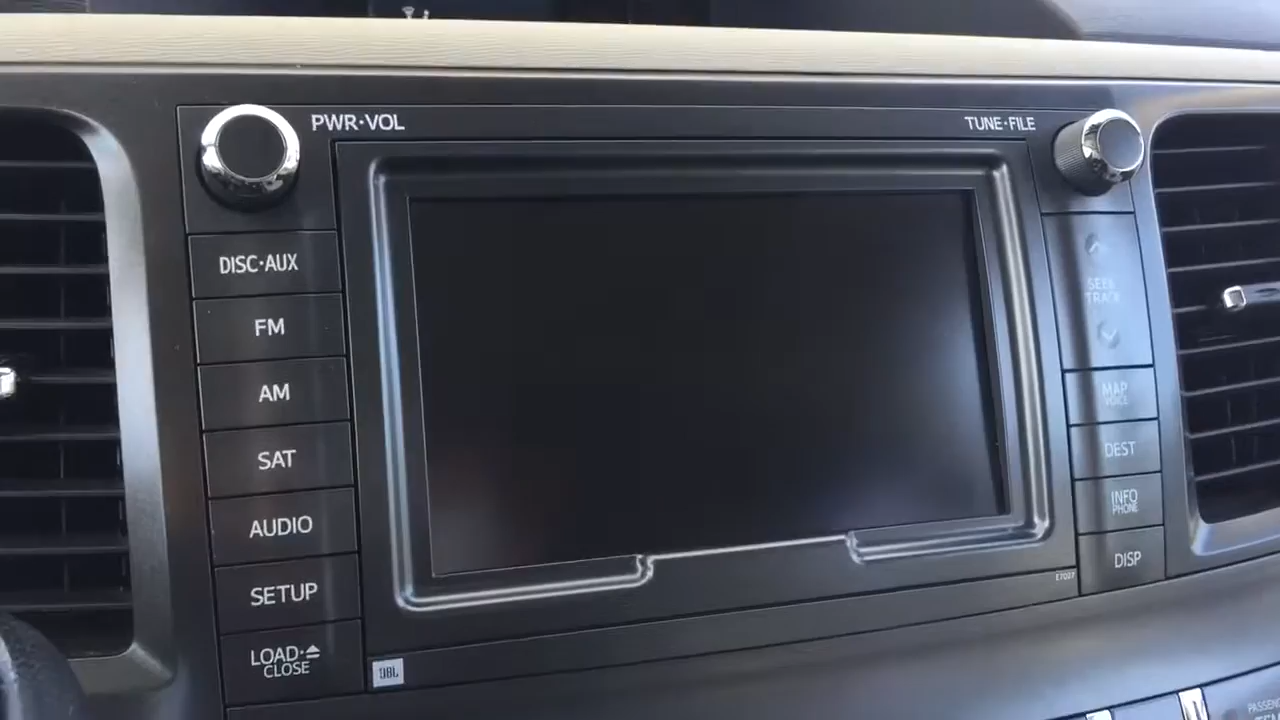 PWR·VOL
TUNE·FILE
DISC·AUX
FM
AM
SAT
AUDIO
SETUP
LOAD·⏏
CLOSE
SEEK
TRACK
MAP
VOICE
DEST
INFO
PHONE
DISP
E7007
JBL